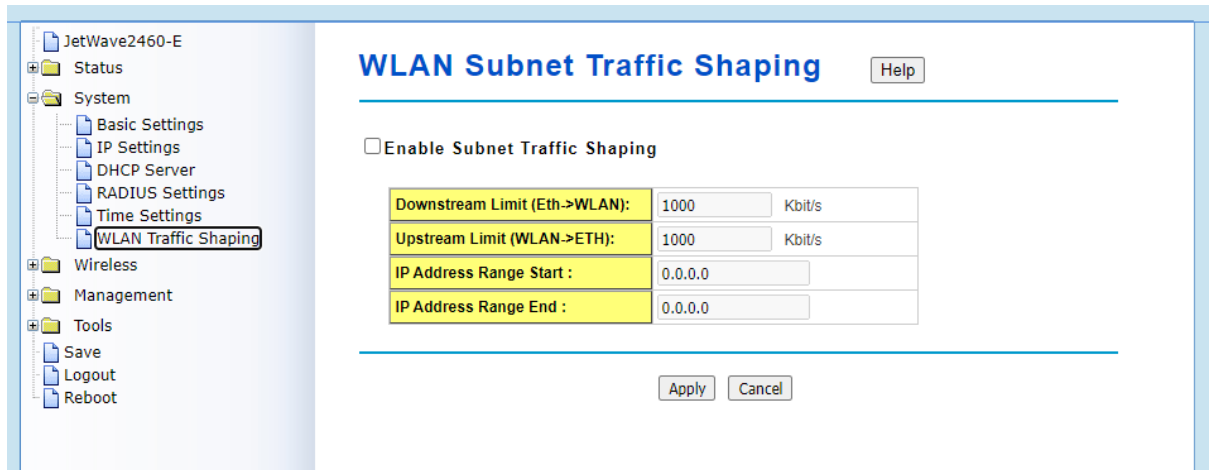 JetWave2460-E
Status
System
Basic Settings
IP Settings
DHCP Server
RADIUS Settings
Time Settings
WLAN Traffic Shaping
Wireless
Management
Tools
Save
Logout
Reboot
WLAN Subnet Traffic Shaping Help
Enable Subnet Traffic Shaping
Downstream Limit (Eth->WLAN): 1000 Kbit/s
Upstream Limit (WLAN->ETH): 1000 Kbit/s
IP Address Range Start : 0.0.0.0
IP Address Range End : 0.0.0.0
Apply Cancel